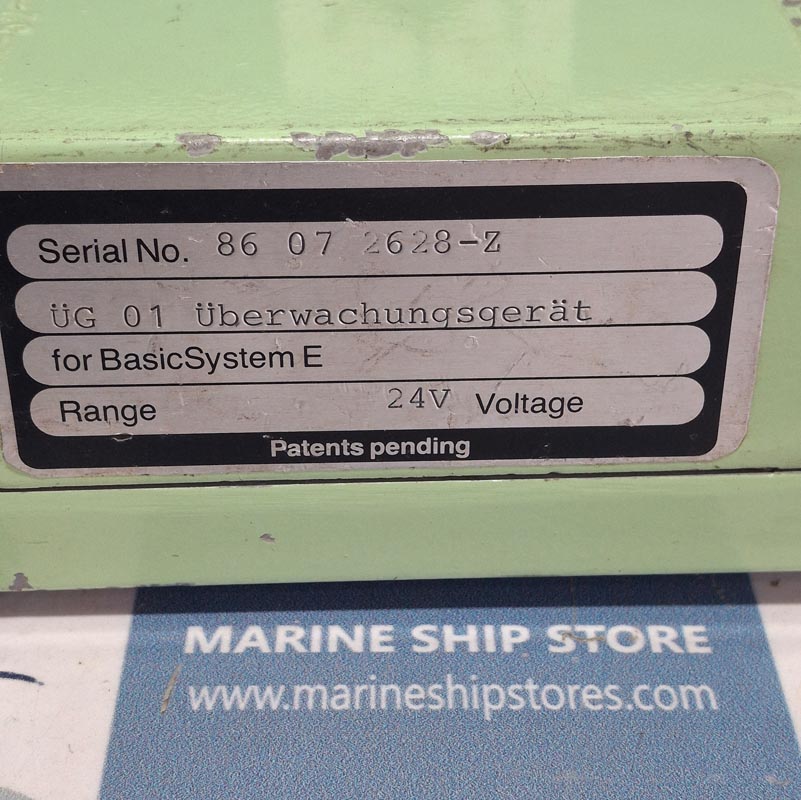 Serial No. 86 07 2628-Z
ÜG 01 Überwachungsgerät
for BasicSystem E
Range 24V Voltage
Patents pending
MARINE SHIP STORE
www.marineshipstores.com